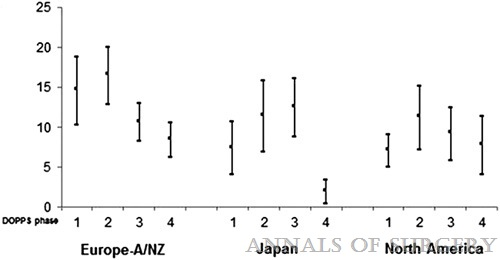 25
20
15
10
5
0
DOPPS phase 1 2 3 4 1 2 3 4 1 2 3 4
Europe-A/NZ Japan North America
ANNALS OF SURGERY